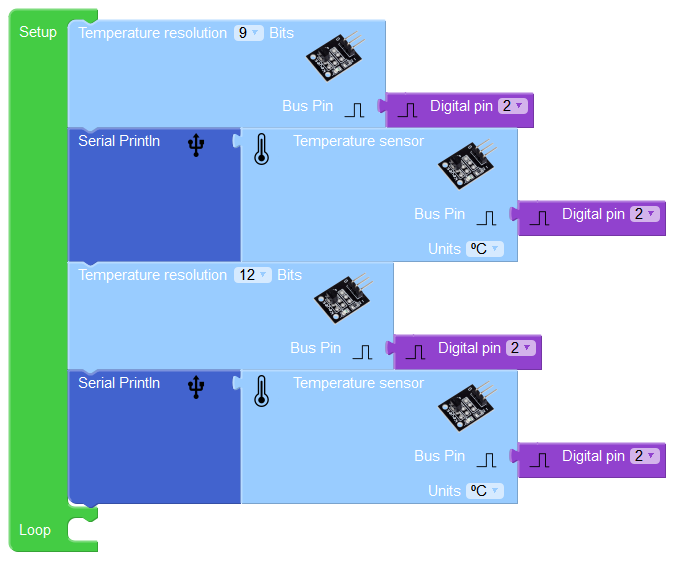 Setup
Temperature resolution 9 Bits
Bus Pin
Digital pin 2
Serial Println
Temperature sensor
Bus Pin
Digital pin 2
Units ºC
Temperature resolution 12 Bits
Bus Pin
Digital pin 2
Serial Println
Temperature sensor
Bus Pin
Digital pin 2
Units ºC
Loop